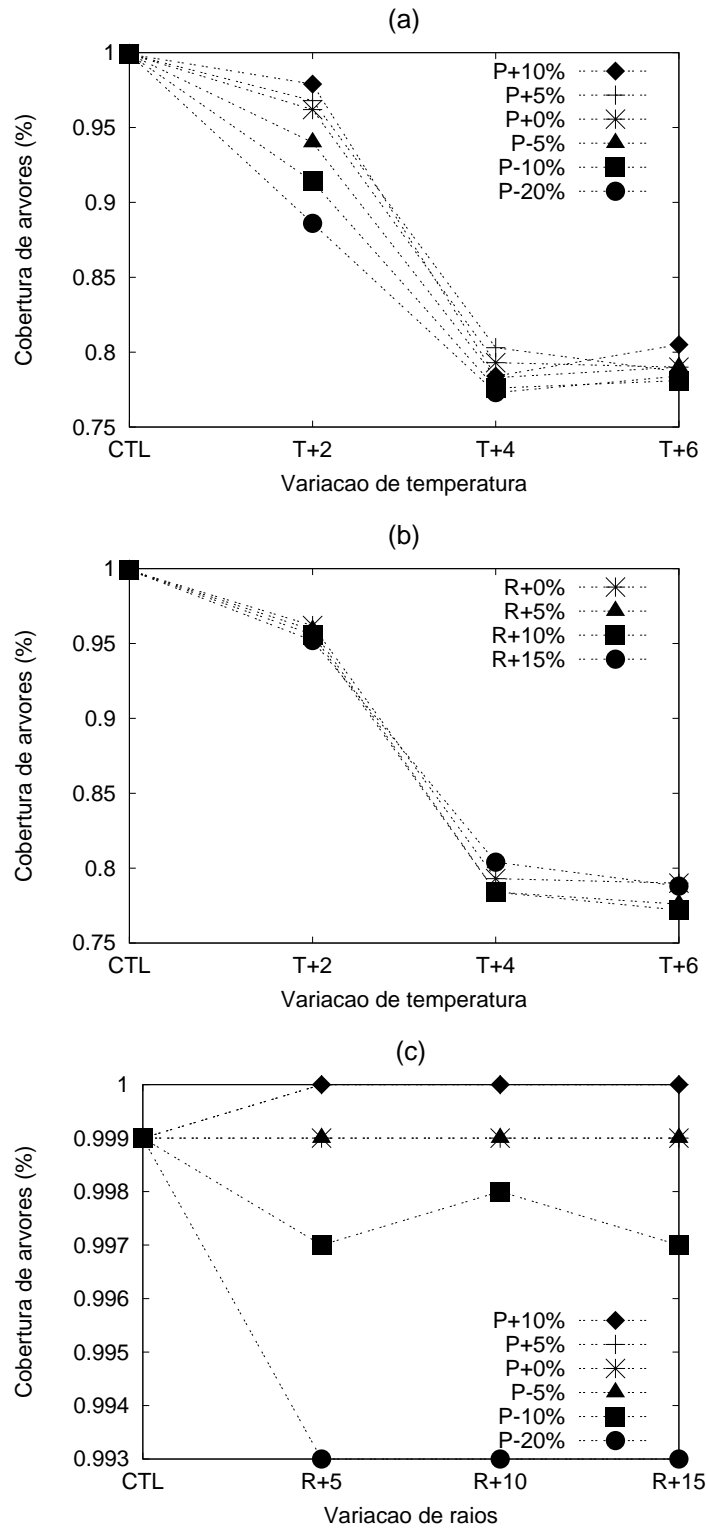 (a)
Cobertura de arvores (%)
1
0.95
0.9
0.85
0.8
0.75
P+10%
P+5%
P+0%
P-5%
P-10%
P-20%
CTL
T+2
T+4
T+6
Variacao de temperatura
(b)
Cobertura de arvores (%)
1
0.95
0.9
0.85
0.8
0.75
R+0%
R+5%
R+10%
R+15%
CTL
T+2
T+4
T+6
Variacao de temperatura
(c)
Cobertura de arvores (%)
1
0.999
0.998
0.997
0.996
0.995
0.994
0.993
P+10%
P+5%
P+0%
P-5%
P-10%
P-20%
CTL
R+5
R+10
R+15
Variacao de raios